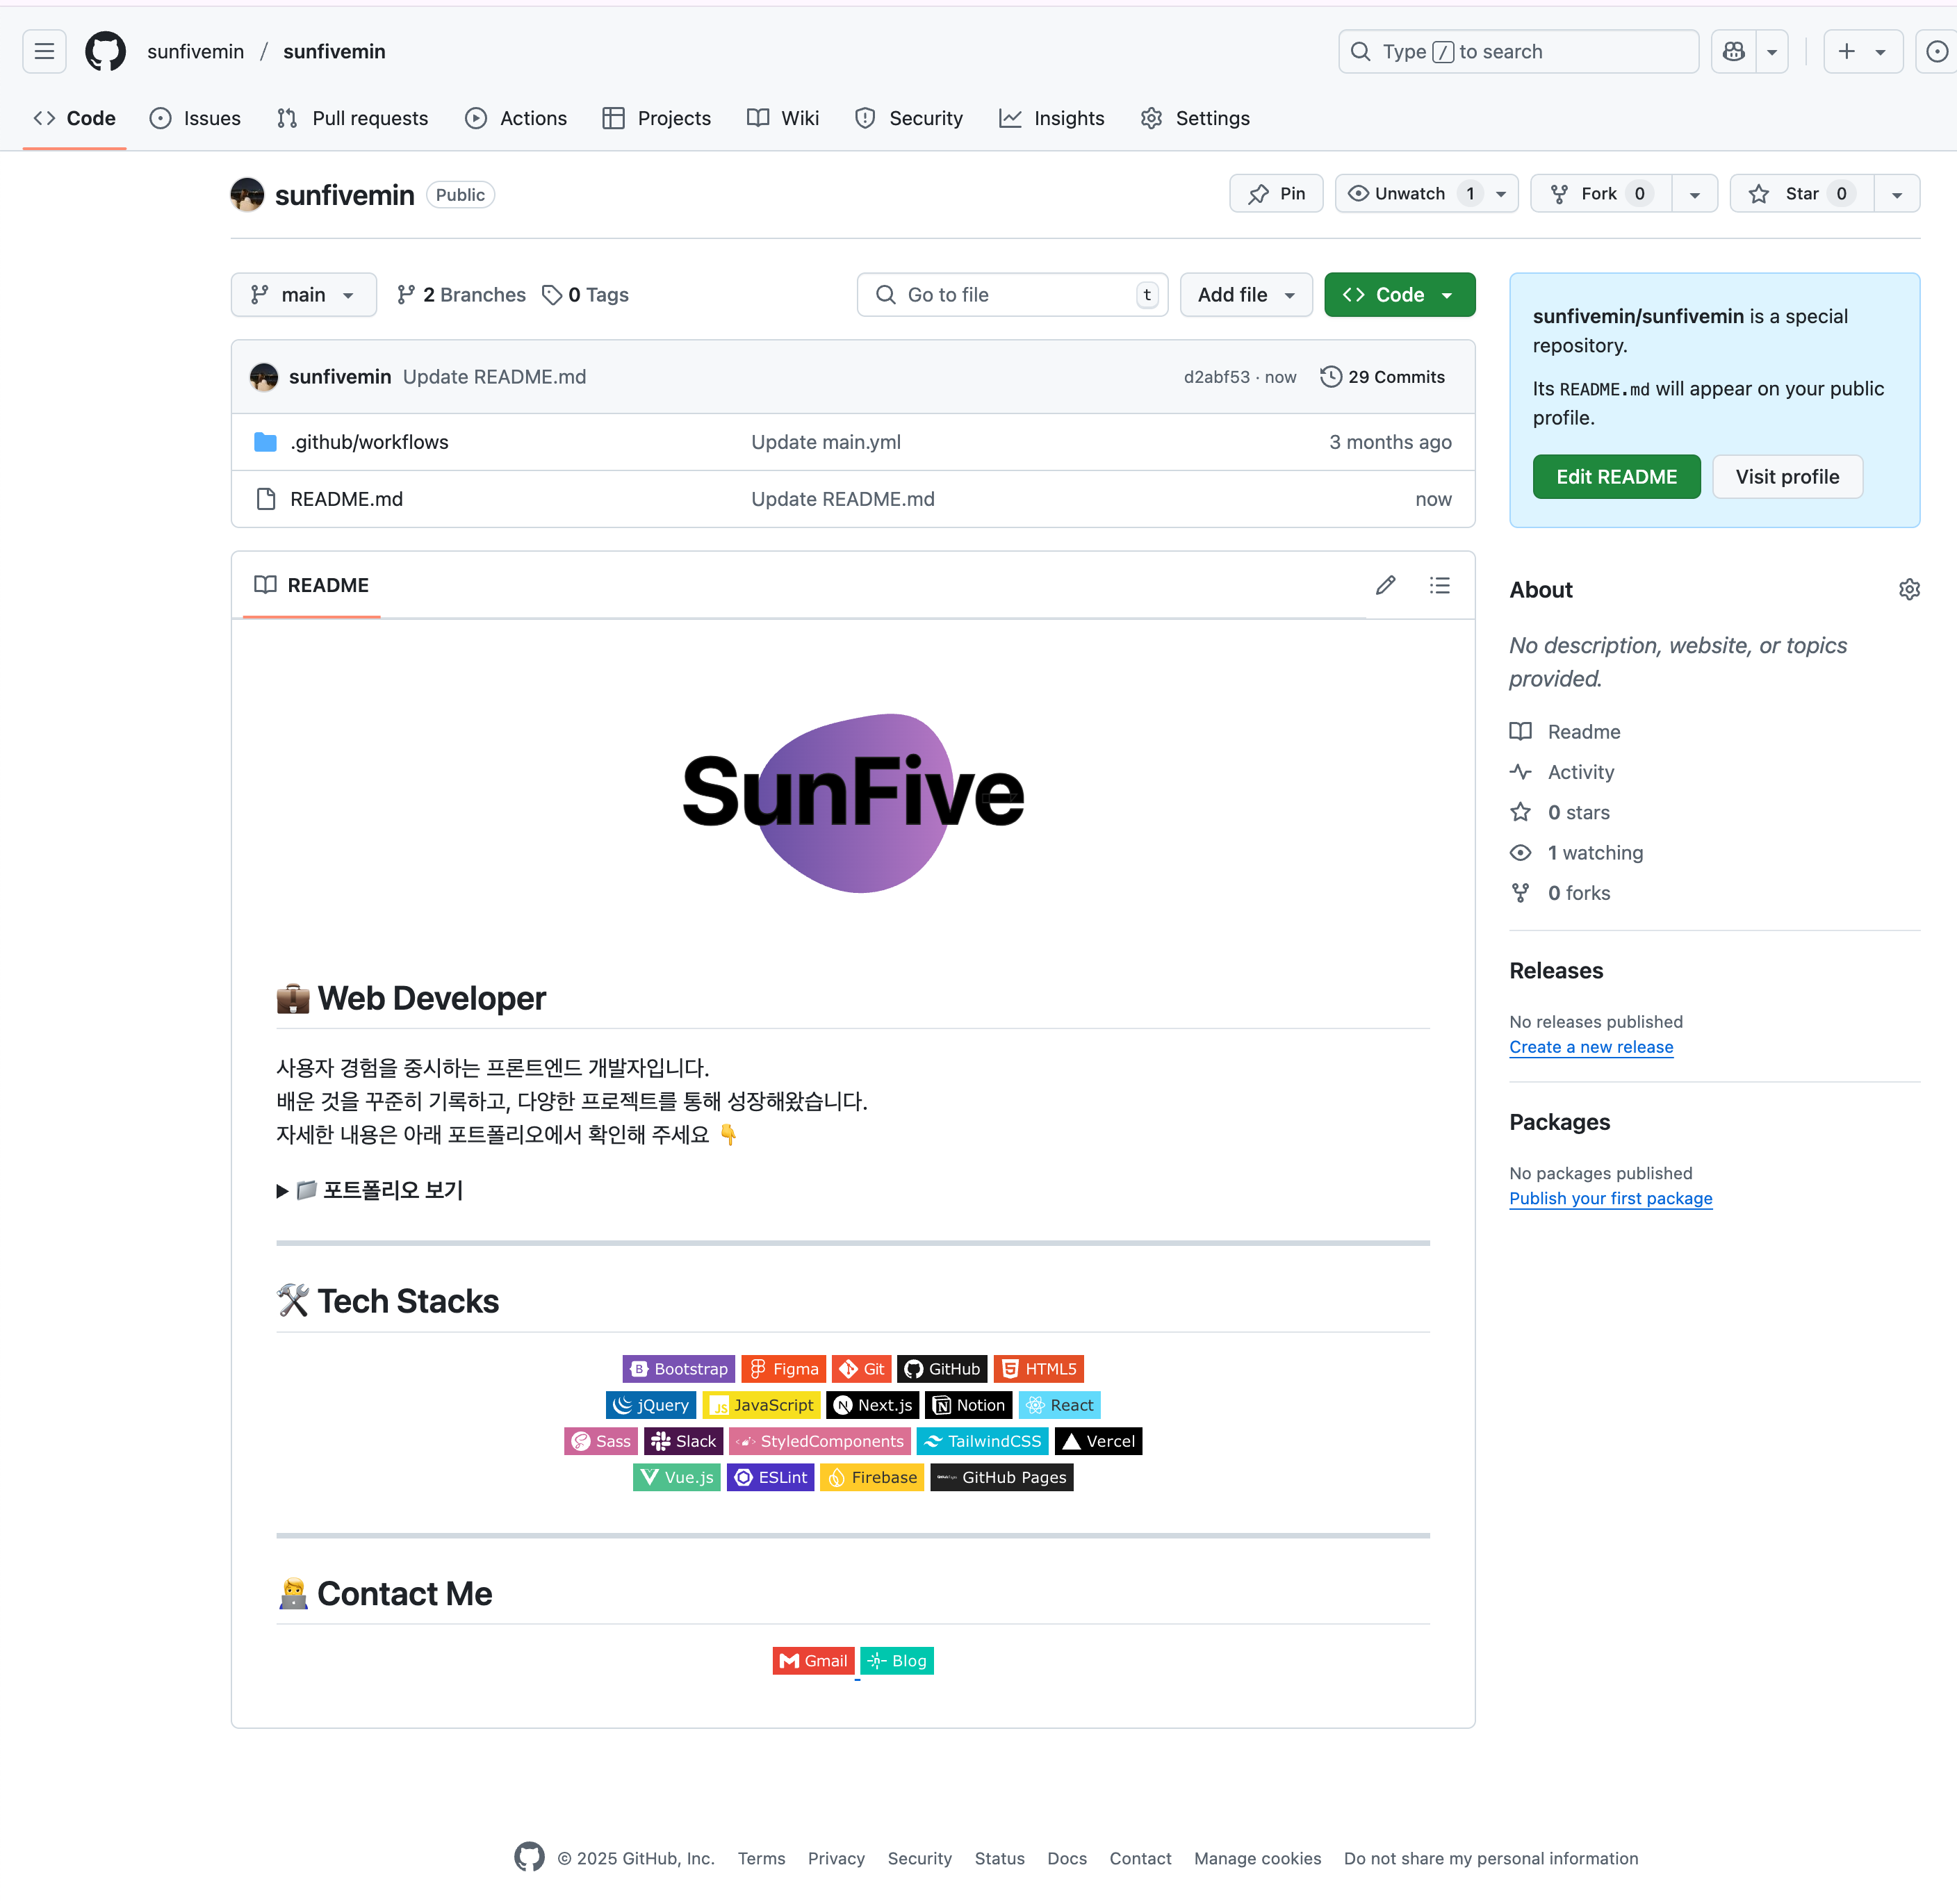 sunfivemin / sunfivemin
Type / to search
Code Issues Pull requests Actions Projects Wiki Security Insights Settings
sunfivemin Public
Pin Unwatch 1 Fork 0 Star 0
main 2 Branches 0 Tags Go to file t Add file Code
sunfivemin Update README.md d2abf53 · now 29 Commits
.github/workflows Update main.yml 3 months ago
README.md Update README.md now
README
SunFive
💼 Web Developer
사용자 경험을 중시하는 프론트엔드 개발자입니다.
배운 것을 꾸준히 기록하고, 다양한 프로젝트를 통해 성장해왔습니다.
자세한 내용은 아래 포트폴리오에서 확인해 주세요 👇
▶ 📁 포트폴리오 보기
🛠 Tech Stacks
Bootstrap Figma Git GitHub HTML5
jQuery JavaScript Next.js Notion React
Sass Slack StyledComponents TailwindCSS Vercel
Vue.js ESLint Firebase GitHub Pages
🧑‍💻 Contact Me
Gmail Blog
sunfivemin/sunfivemin is a special
repository.
Its README.md will appear on your public
profile.
Edit README Visit profile
About
No description, website, or topics
provided.
Readme
Activity
0 stars
1 watching
0 forks
Releases
No releases published
Create a new release
Packages
No packages published
Publish your first package
© 2025 GitHub, Inc. Terms Privacy Security Status Docs Contact Manage cookies Do not share my personal information